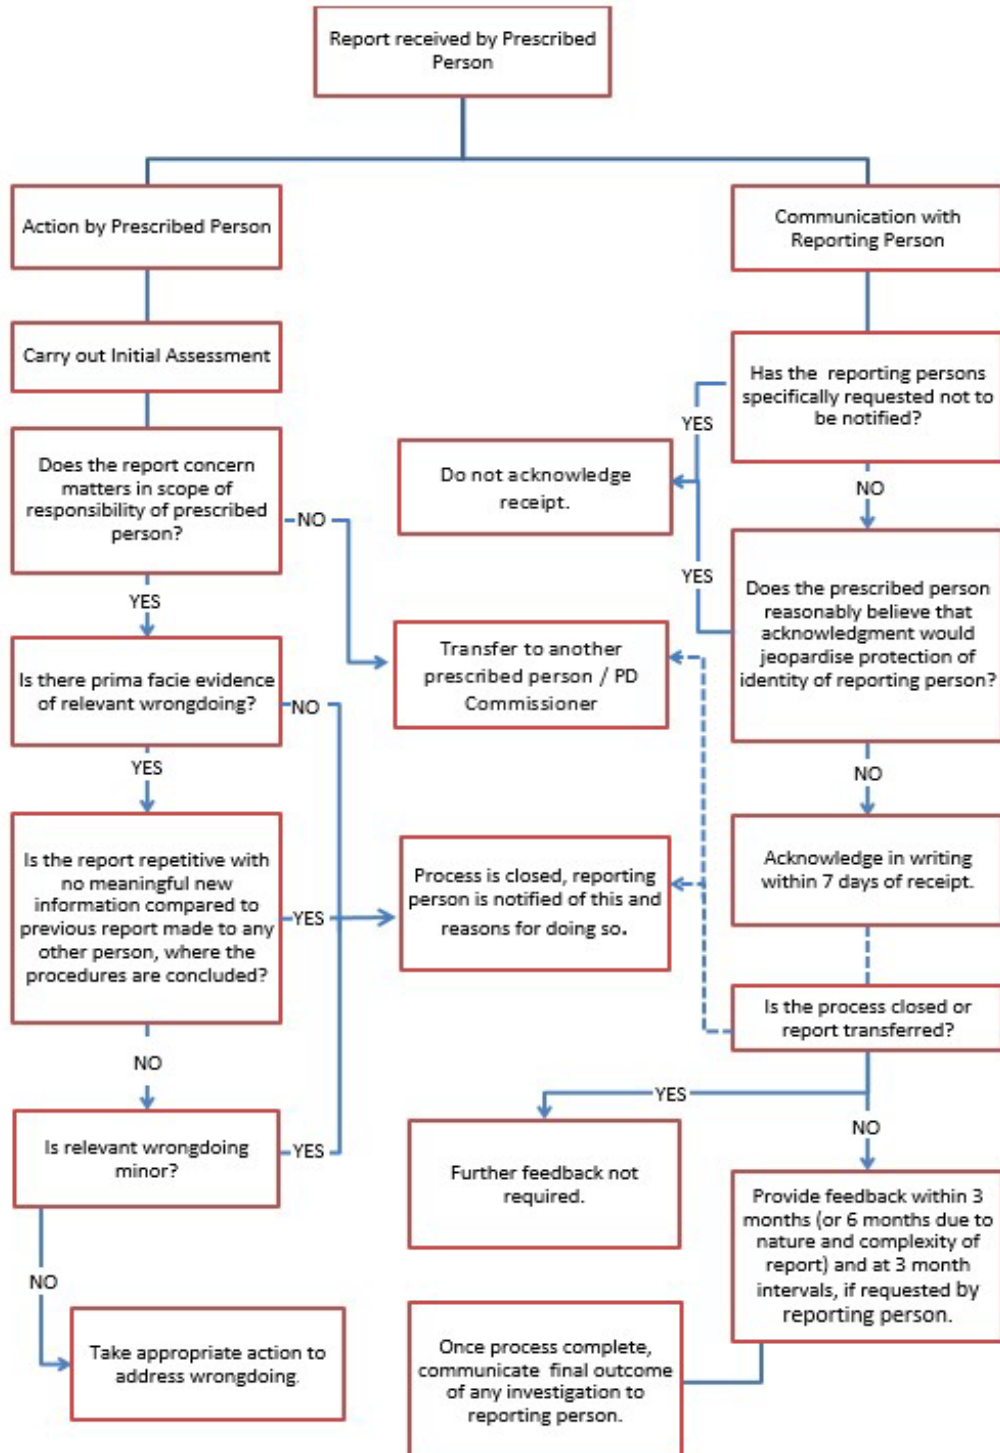 Report received by Prescribed
Person
Action by Prescribed Person
Communication with
Reporting Person
Carry out Initial Assessment
Has the  reporting persons
specifically requested not to
be notified?
YES
Do not acknowledge
receipt.
NO
Does the report concern
matters in scope of
responsibility of prescribed
person?
NO
YES
YES
Does the prescribed person
reasonably believe that
acknowledgment would
jeopardise protection of
identity of reporting person?
Transfer to another
prescribed person / PD
Commissioner
Is there prima facie evidence
of relevant wrongdoing?
NO
YES
NO
Is the report repetitive with
no meaningful new
information compared to
previous report made to any
other person, where the
procedures are concluded?
YES
Process is closed, reporting
person is notified of this and
reasons for doing so.
Acknowledge in writing
within 7 days of receipt.
Is the process closed or
report transferred?
NO
YES
NO
Is relevant wrongdoing
minor?
YES
Further feedback not
required.
Provide feedback within 3
months (or 6 months due to
nature and complexity of
report) and at 3 month
intervals, if requested by
reporting person.
NO
Take appropriate action to
address wrongdoing.
Once process complete,
communicate  final outcome
of any investigation to
reporting person.